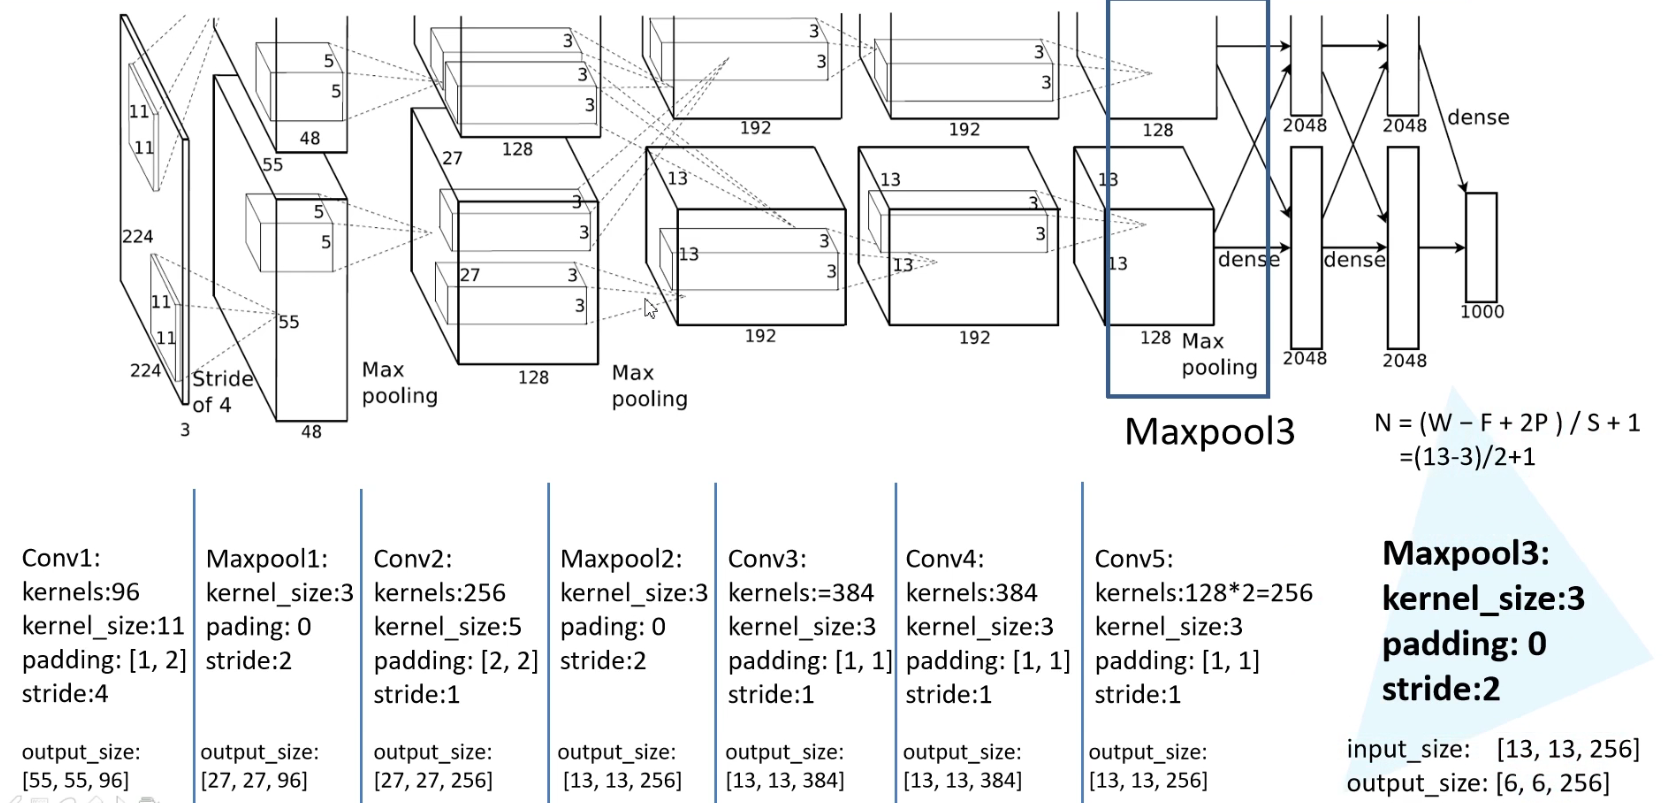 3
3
3
3
3
3
3
3
5
5
11
11
48
55
128
27
192
192
128
2048
2048
dense
5
5
55
224
11
11
224
Stride
of 4
3
48
Max
pooling
3
3
27
3
3
128
Max
pooling
13
13
3
3
192
13
13
3
3
192
13
13
128
Max
pooling
dense
dense
2048
2048
1000
Maxpool3
N = (W − F + 2P ) / S + 1
=(13-3)/2+1
Conv1:
kernels:96
kernel_size:11
padding: [1, 2]
stride:4
output_size:
[55, 55, 96]
Maxpool1:
kernel_size:3
pading: 0
stride:2
output_size:
[27, 27, 96]
Conv2:
kernels:256
kernel_size:5
padding: [2, 2]
stride:1
output_size:
[27, 27, 256]
Maxpool2:
kernel_size:3
pading: 0
stride:2
output_size:
[13, 13, 256]
Conv3:
kernels:=384
kernel_size:3
padding: [1, 1]
stride:1
output_size:
[13, 13, 384]
Conv4:
kernels:384
kernel_size:3
padding: [1, 1]
stride:1
output_size:
[13, 13, 384]
Conv5:
kernels:128*2=256
kernel_size:3
padding: [1, 1]
stride:1
output_size:
[13, 13, 256]
Maxpool3:
kernel_size:3
padding: 0
stride:2
input_size: [13, 13, 256]
output_size: [6, 6, 256]